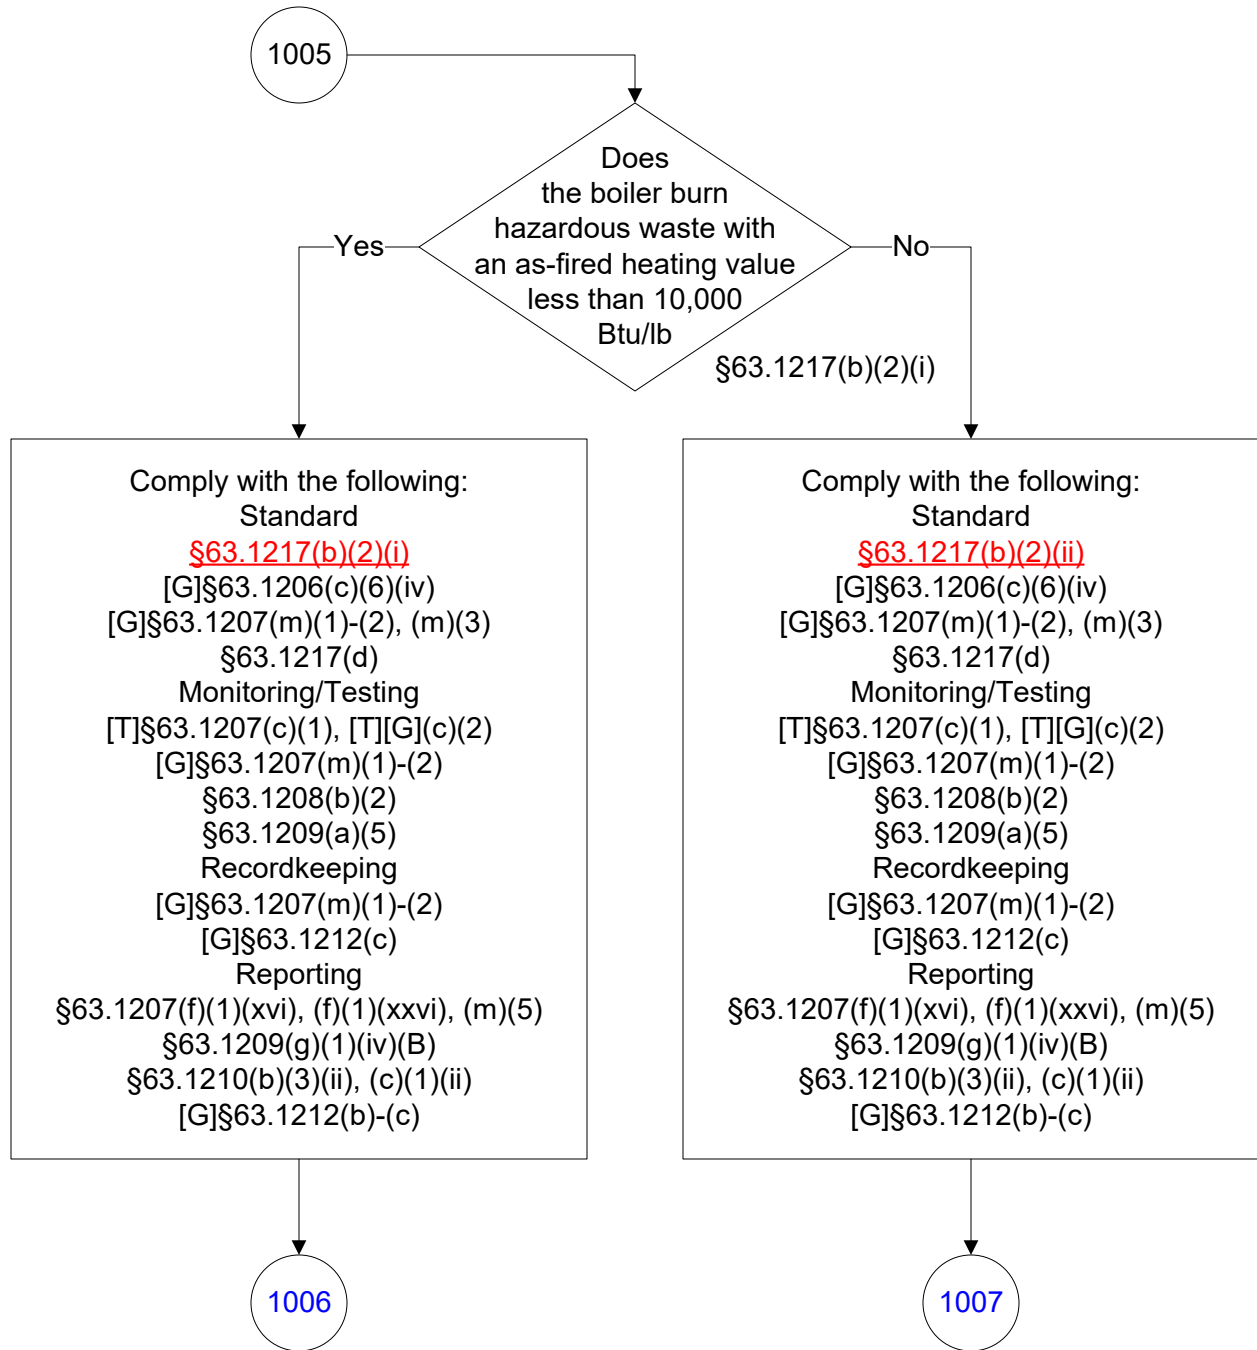 1005
Does
the boiler burn
hazardous waste with
an as-fired heating value
less than 10,000
Btu/lb
Yes
No
§63.1217(b)(2)(i)
Comply with the following:
Standard
§63.1217(b)(2)(i)
[G]§63.1206(c)(6)(iv)
[G]§63.1207(m)(1)-(2), (m)(3)
§63.1217(d)
Monitoring/Testing
[T]§63.1207(c)(1), [T][G](c)(2)
[G]§63.1207(m)(1)-(2)
§63.1208(b)(2)
§63.1209(a)(5)
Recordkeeping
[G]§63.1207(m)(1)-(2)
[G]§63.1212(c)
Reporting
§63.1207(f)(1)(xvi), (f)(1)(xxvi), (m)(5)
§63.1209(g)(1)(iv)(B)
§63.1210(b)(3)(ii), (c)(1)(ii)
[G]§63.1212(b)-(c)
Comply with the following:
Standard
§63.1217(b)(2)(ii)
[G]§63.1206(c)(6)(iv)
[G]§63.1207(m)(1)-(2), (m)(3)
§63.1217(d)
Monitoring/Testing
[T]§63.1207(c)(1), [T][G](c)(2)
[G]§63.1207(m)(1)-(2)
§63.1208(b)(2)
§63.1209(a)(5)
Recordkeeping
[G]§63.1207(m)(1)-(2)
[G]§63.1212(c)
Reporting
§63.1207(f)(1)(xvi), (f)(1)(xxvi), (m)(5)
§63.1209(g)(1)(iv)(B)
§63.1210(b)(3)(ii), (c)(1)(ii)
[G]§63.1212(b)-(c)
1006
1007